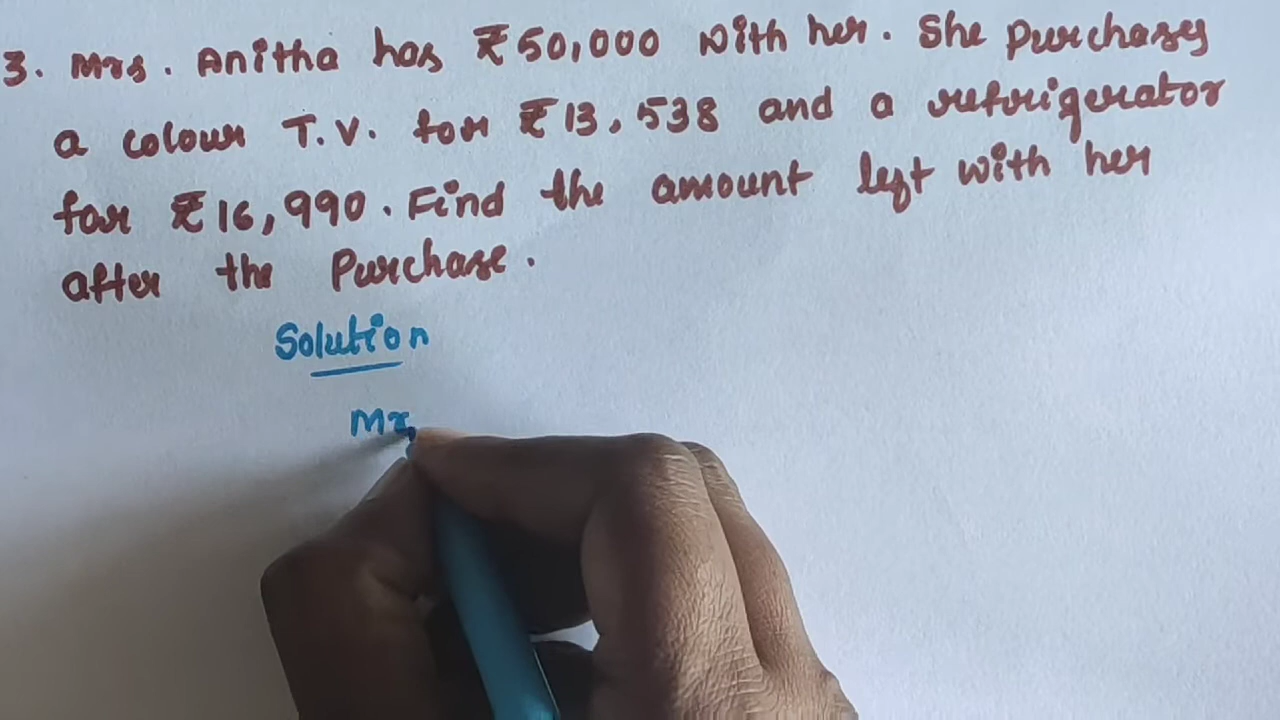 3. Mrs. Anitha has ₹50,000 with her. She Purchases
a colour T.V. for ₹13,538 and a refrigerator
for ₹16,990. Find the amount left with her
after the Purchase.
Solution
Mr